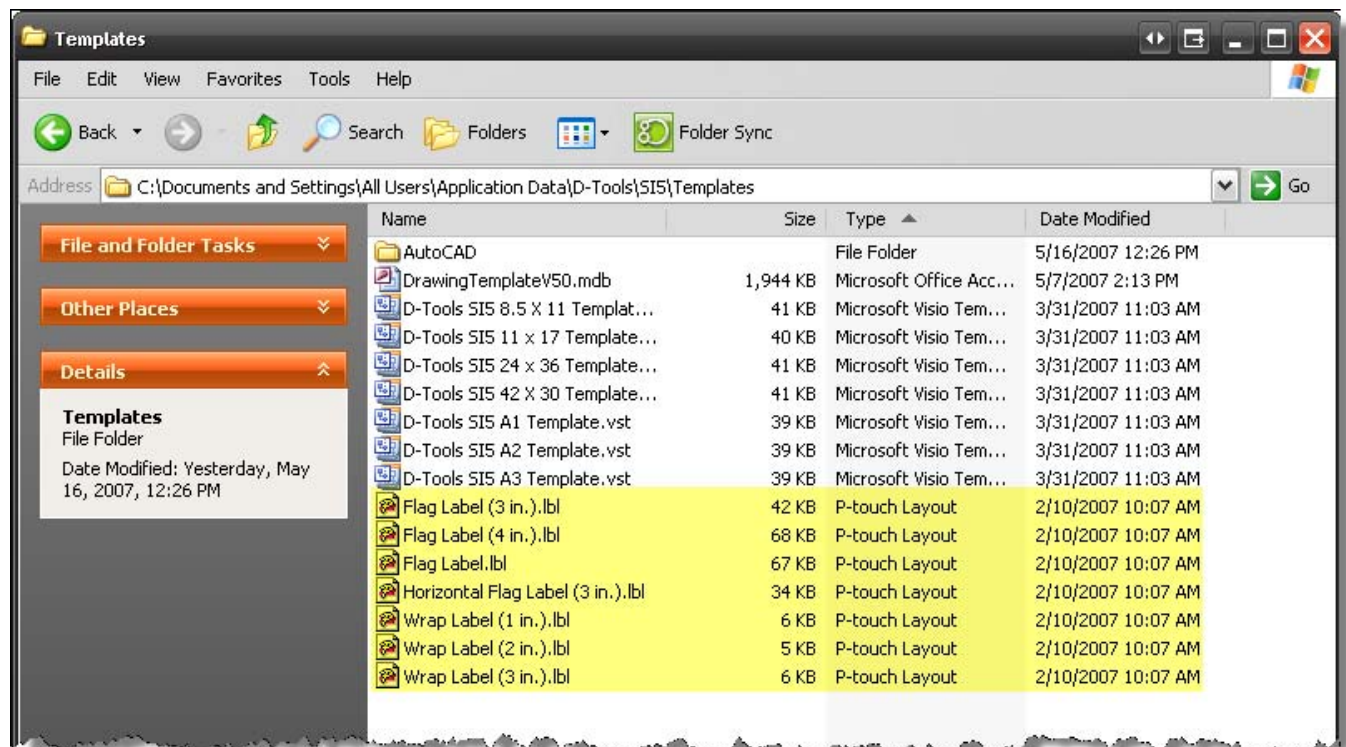 Templates
File Edit View Favorites Tools Help
Back Search Folders Folder Sync
Address C:\Documents and Settings\All Users\Application Data\D-Tools\SI5\Templates Go
File and Folder Tasks
Other Places
Details
Templates
File Folder
Date Modified: Yesterday, May
16, 2007, 12:26 PM
Name Size Type Date Modified
AutoCAD File Folder 5/16/2007 12:26 PM
DrawingTemplateV50.mdb 1,944 KB Microsoft Office Acc... 5/7/2007 2:13 PM
D-Tools SI5 8.5 X 11 Templat... 41 KB Microsoft Visio Tem... 3/31/2007 11:03 AM
D-Tools SI5 11 x 17 Template... 40 KB Microsoft Visio Tem... 3/31/2007 11:03 AM
D-Tools SI5 24 x 36 Template... 41 KB Microsoft Visio Tem... 3/31/2007 11:03 AM
D-Tools SI5 42 X 30 Template... 41 KB Microsoft Visio Tem... 3/31/2007 11:03 AM
D-Tools SI5 A1 Template.vst 39 KB Microsoft Visio Tem... 3/31/2007 11:03 AM
D-Tools SI5 A2 Template.vst 39 KB Microsoft Visio Tem... 3/31/2007 11:03 AM
D-Tools SI5 A3 Template.vst 39 KB Microsoft Visio Tem... 3/31/2007 11:03 AM
Flag Label (3 in.).lbl 42 KB P-touch Layout 2/10/2007 10:07 AM
Flag Label (4 in.).lbl 68 KB P-touch Layout 2/10/2007 10:07 AM
Flag Label.lbl 67 KB P-touch Layout 2/10/2007 10:07 AM
Horizontal Flag Label (3 in.).lbl 34 KB P-touch Layout 2/10/2007 10:07 AM
Wrap Label (1 in.).lbl 6 KB P-touch Layout 2/10/2007 10:07 AM
Wrap Label (2 in.).lbl 5 KB P-touch Layout 2/10/2007 10:07 AM
Wrap Label (3 in.).lbl 6 KB P-touch Layout 2/10/2007 10:07 AM